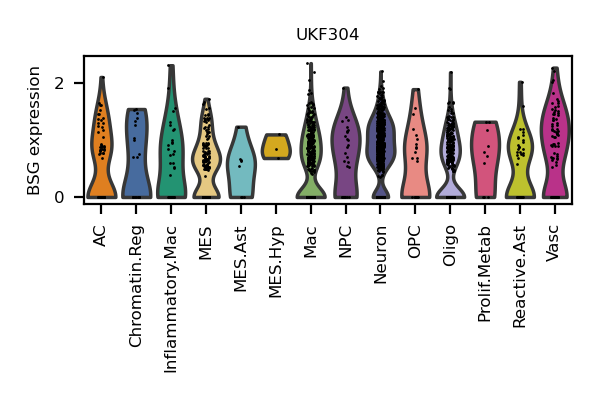 UKF304
BSG expression
2
0
AC
Chromatin.Reg
Inflammatory.Mac
MES
MES.Ast
MES.Hyp
Mac
NPC
Neuron
OPC
Oligo
Prolif.Metab
Reactive.Ast
Vasc